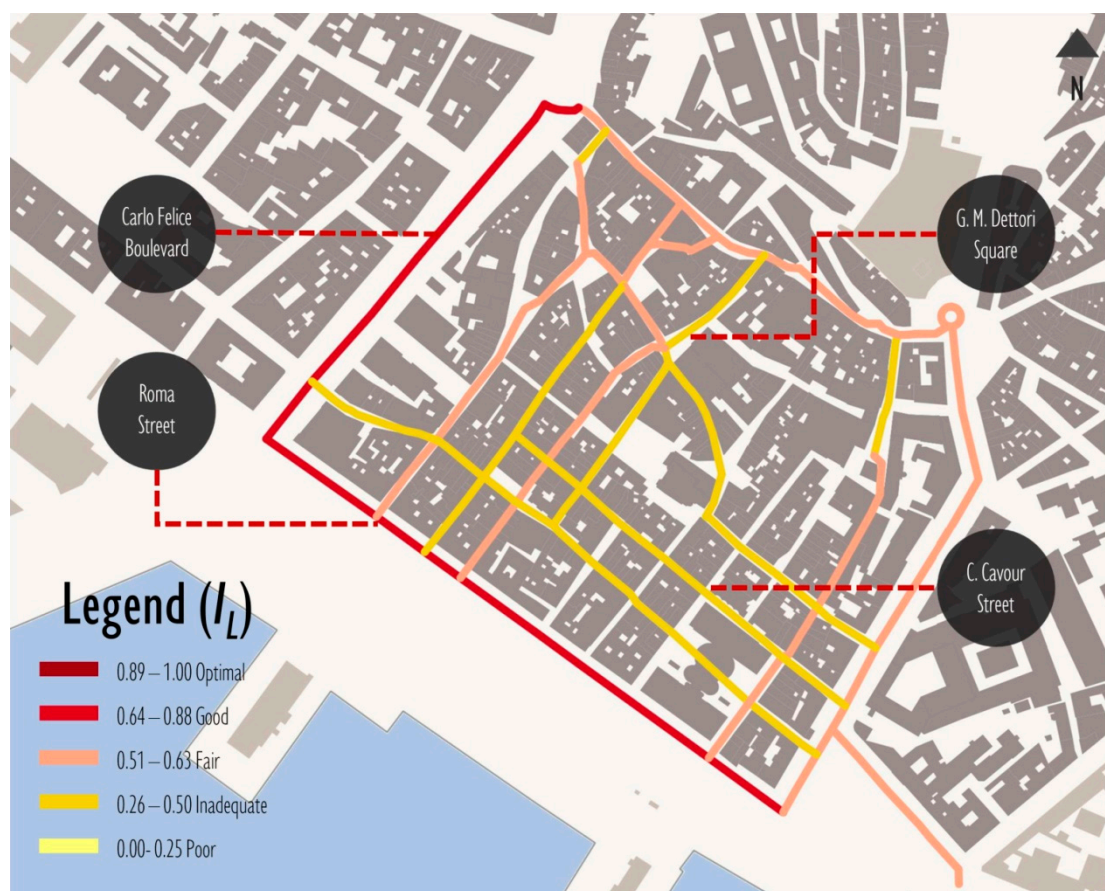 N
Carlo Felice
Boulevard
G. M. Dettori
Square
Roma
Street
C. Cavour
Street
Legend (I_L)
0.89 – 1.00 Optimal
0.64 – 0.88 Good
0.51 – 0.63 Fair
0.26 – 0.50 Inadequate
0.00- 0.25 Poor